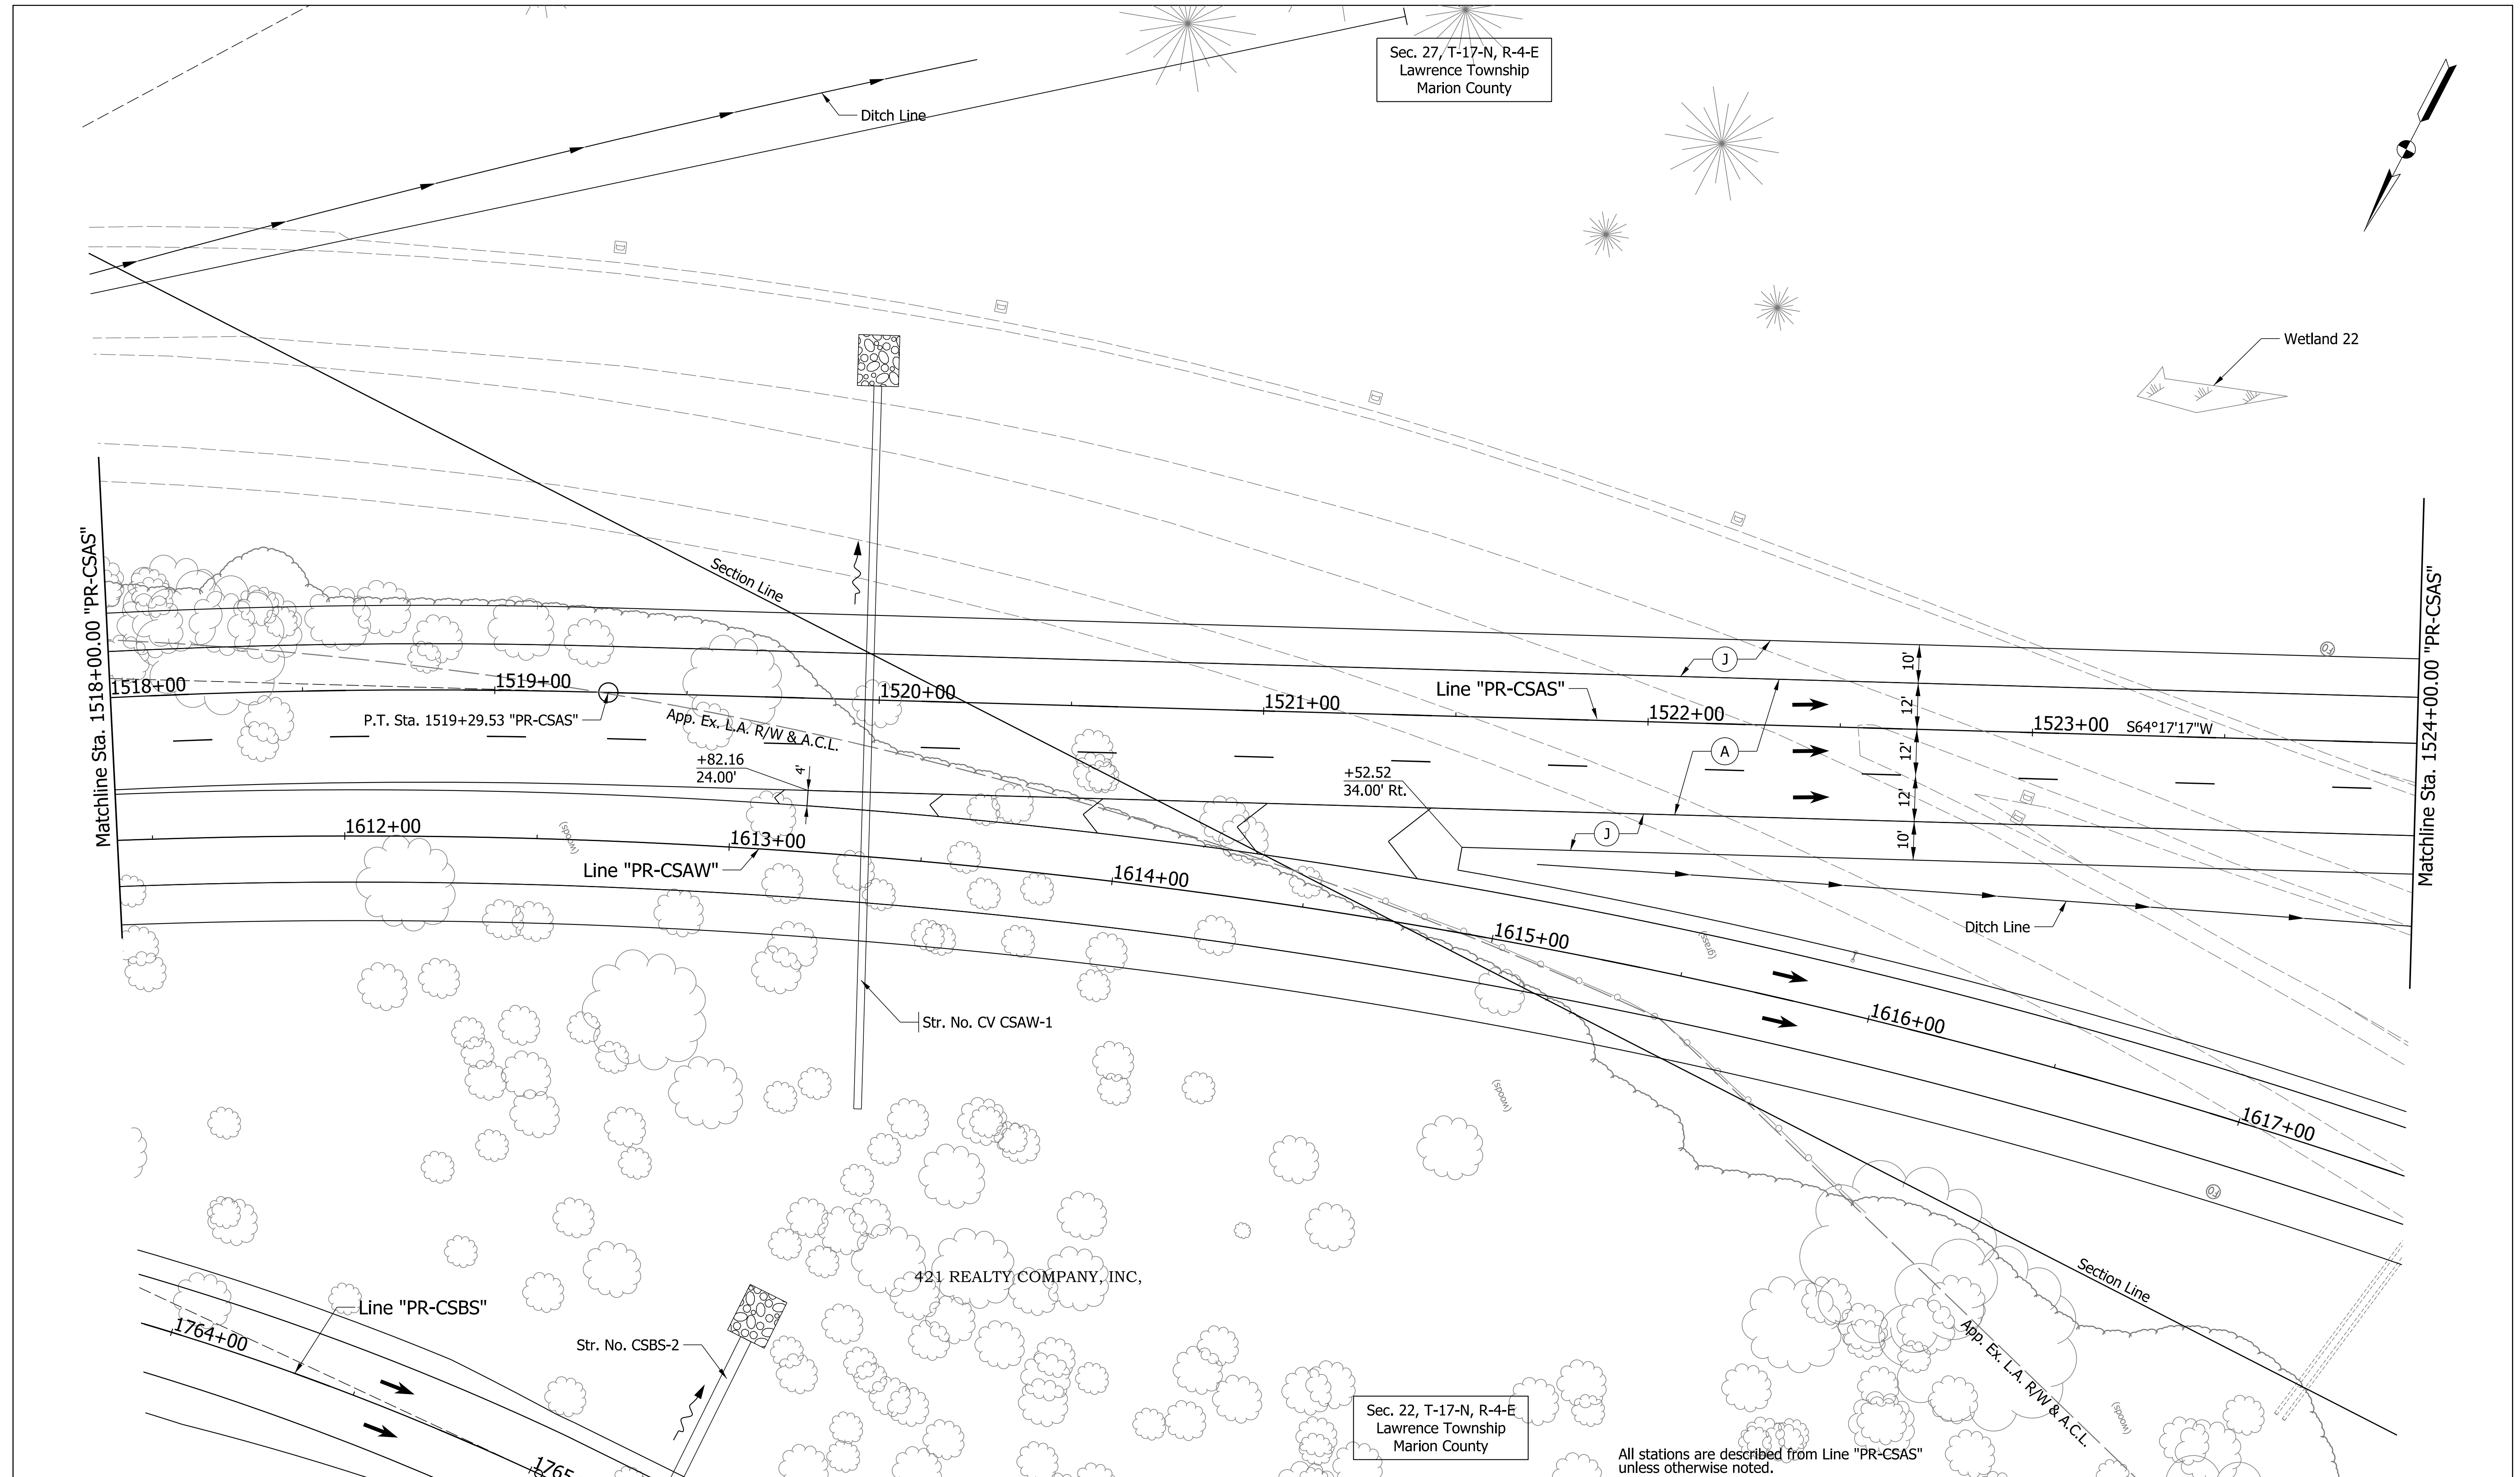 Sec. 27, T-17-N, R-4-E
Lawrence Township
Marion County
Ditch Line
D
D
D
D
Wetland 22
Matchline Sta. 1518+00.00 "PR-CSAS"
Matchline Sta. 1524+00.00 "PR-CSAS"
Section Line
FO
J
10'
1518+00
1519+00
1520+00
1521+00
1522+00
1523+00
Line "PR-CSAS"
S64°17'17"W
P.T. Sta. 1519+29.53 "PR-CSAS"
App. Ex. L.A. R/W & A.C.L.
12'
A
12'
12'
+82.16
24.00'
4'
+52.52
34.00' Rt.
D
D
J
10'
1612+00
(woods)
1613+00
Line "PR-CSAW"
1614+00
1615+00
(grass)
Ditch Line
1616+00
1617+00
Str. No. CV CSAW-1
(woods)
FO
421 REALTY COMPANY, INC,
Section Line
Line "PR-CSBS"
1764+00
Str. No. CSBS-2
App. Ex. L.A. R/W & A.C.L.
(woods)
Sec. 22, T-17-N, R-4-E
Lawrence Township
Marion County
All stations are described from Line "PR-CSAS"
unless otherwise noted.